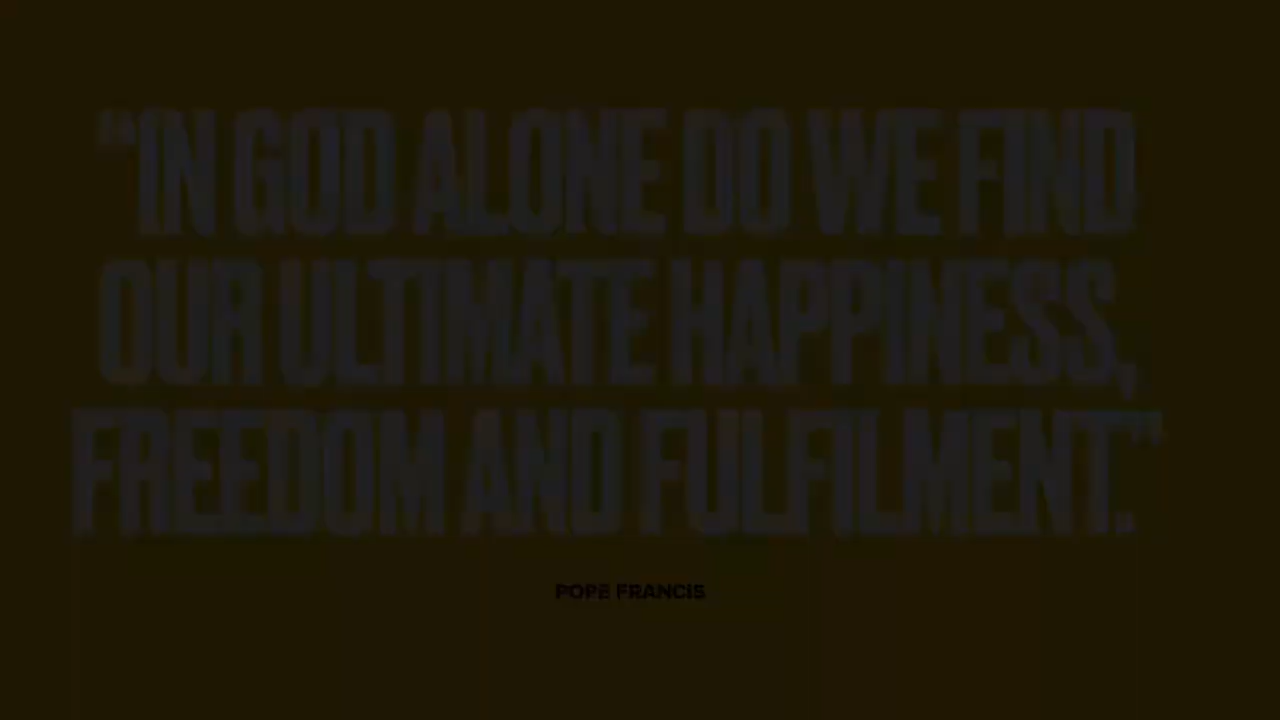 “IN GOD ALONE DO WE FIND
OUR ULTIMATE HAPPINESS,
FREEDOM AND FULFILMENT.”
POPE FRANCIS